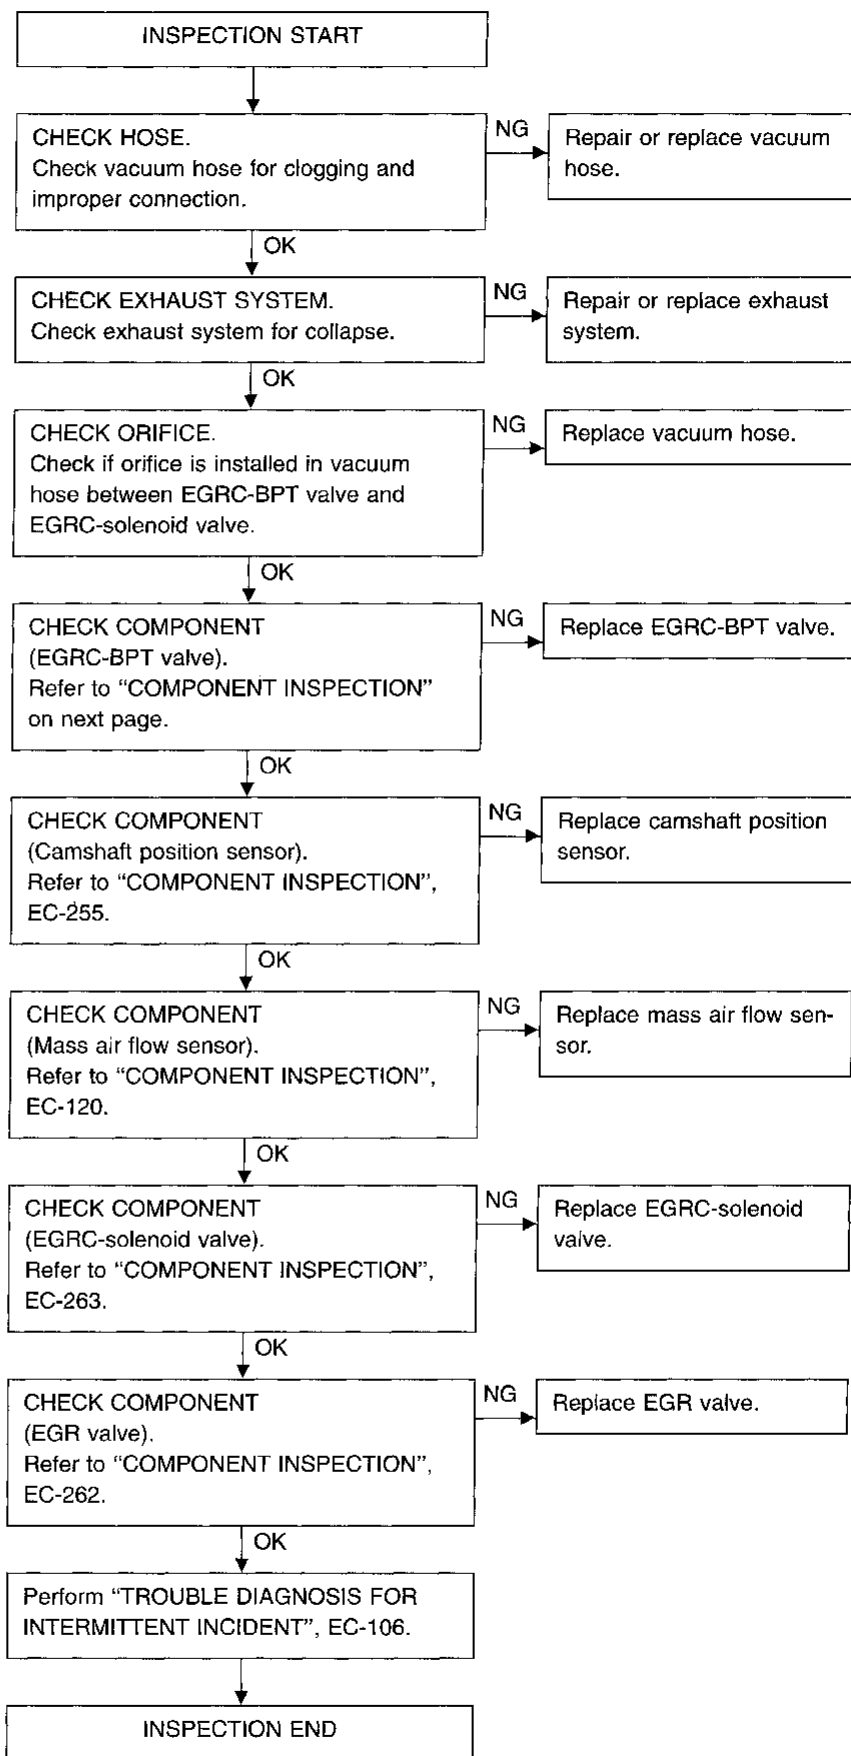 INSPECTION START
CHECK HOSE.
Check vacuum hose for clogging and
improper connection.
NG
Repair or replace vacuum
hose.
OK
CHECK EXHAUST SYSTEM.
Check exhaust system for collapse.
NG
Repair or replace exhaust
system.
OK
CHECK ORIFICE.
Check if orifice is installed in vacuum
hose between EGRC-BPT valve and
EGRC-solenoid valve.
NG
Replace vacuum hose.
OK
CHECK COMPONENT
(EGRC-BPT valve).
Refer to “COMPONENT INSPECTION”
on next page.
NG
Replace EGRC-BPT valve.
OK
CHECK COMPONENT
(Camshaft position sensor).
Refer to “COMPONENT INSPECTION”,
EC-255.
NG
Replace camshaft position
sensor.
OK
CHECK COMPONENT
(Mass air flow sensor).
Refer to “COMPONENT INSPECTION”,
EC-120.
NG
Replace mass air flow sen-
sor.
OK
CHECK COMPONENT
(EGRC-solenoid valve).
Refer to “COMPONENT INSPECTION”,
EC-263.
NG
Replace EGRC-solenoid
valve.
OK
CHECK COMPONENT
(EGR valve).
Refer to “COMPONENT INSPECTION”,
EC-262.
NG
Replace EGR valve.
OK
Perform “TROUBLE DIAGNOSIS FOR
INTERMITTENT INCIDENT”, EC-106.
INSPECTION END